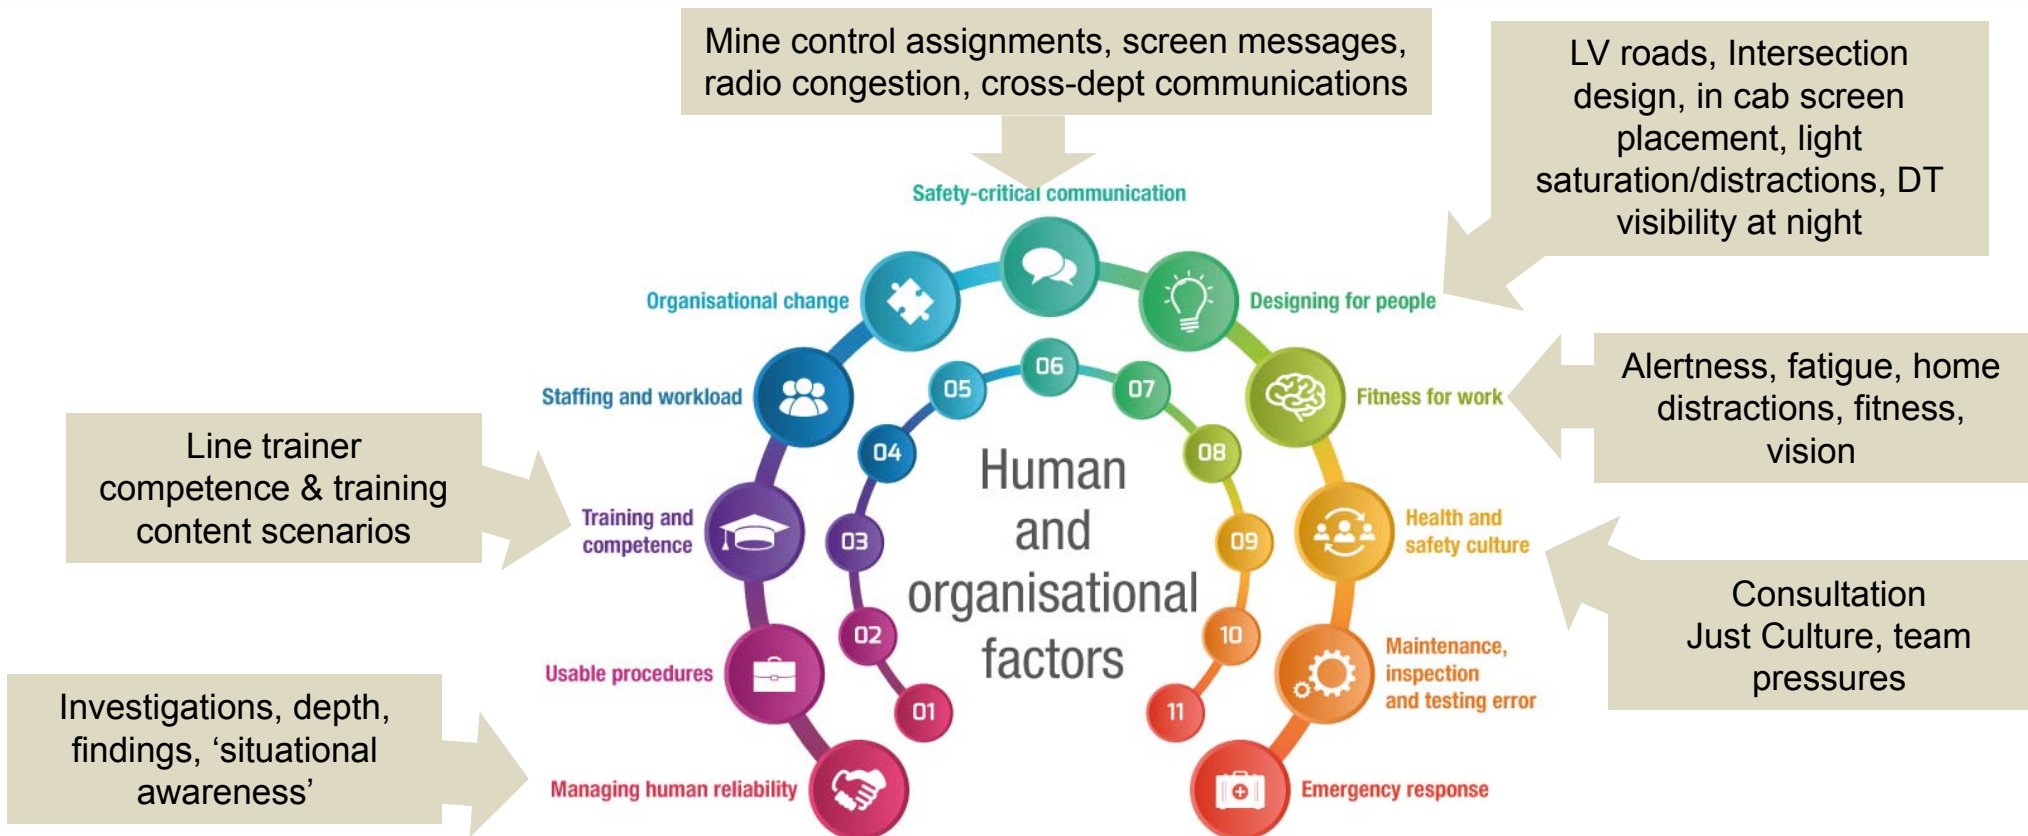 Mine control assignments, screen messages,
radio congestion, cross-dept communications
LV roads, Intersection
design, in cab screen
placement, light
saturation/distractions, DT
visibility at night
Safety-critical communication
Organisational change
Designing for people
Staffing and workload
Fitness for work
Alertness, fatigue, home
distractions, fitness,
vision
Line trainer
competence & training
content scenarios
Training and
competence
Health and
safety culture
Consultation
Just Culture, team
pressures
Usable procedures
Maintenance,
inspection
and testing error
Investigations, depth,
findings, ‘situational
awareness’
Managing human reliability
Emergency response
01
02
03
04
05
06
07
08
09
10
11
Human
and
organisational
factors